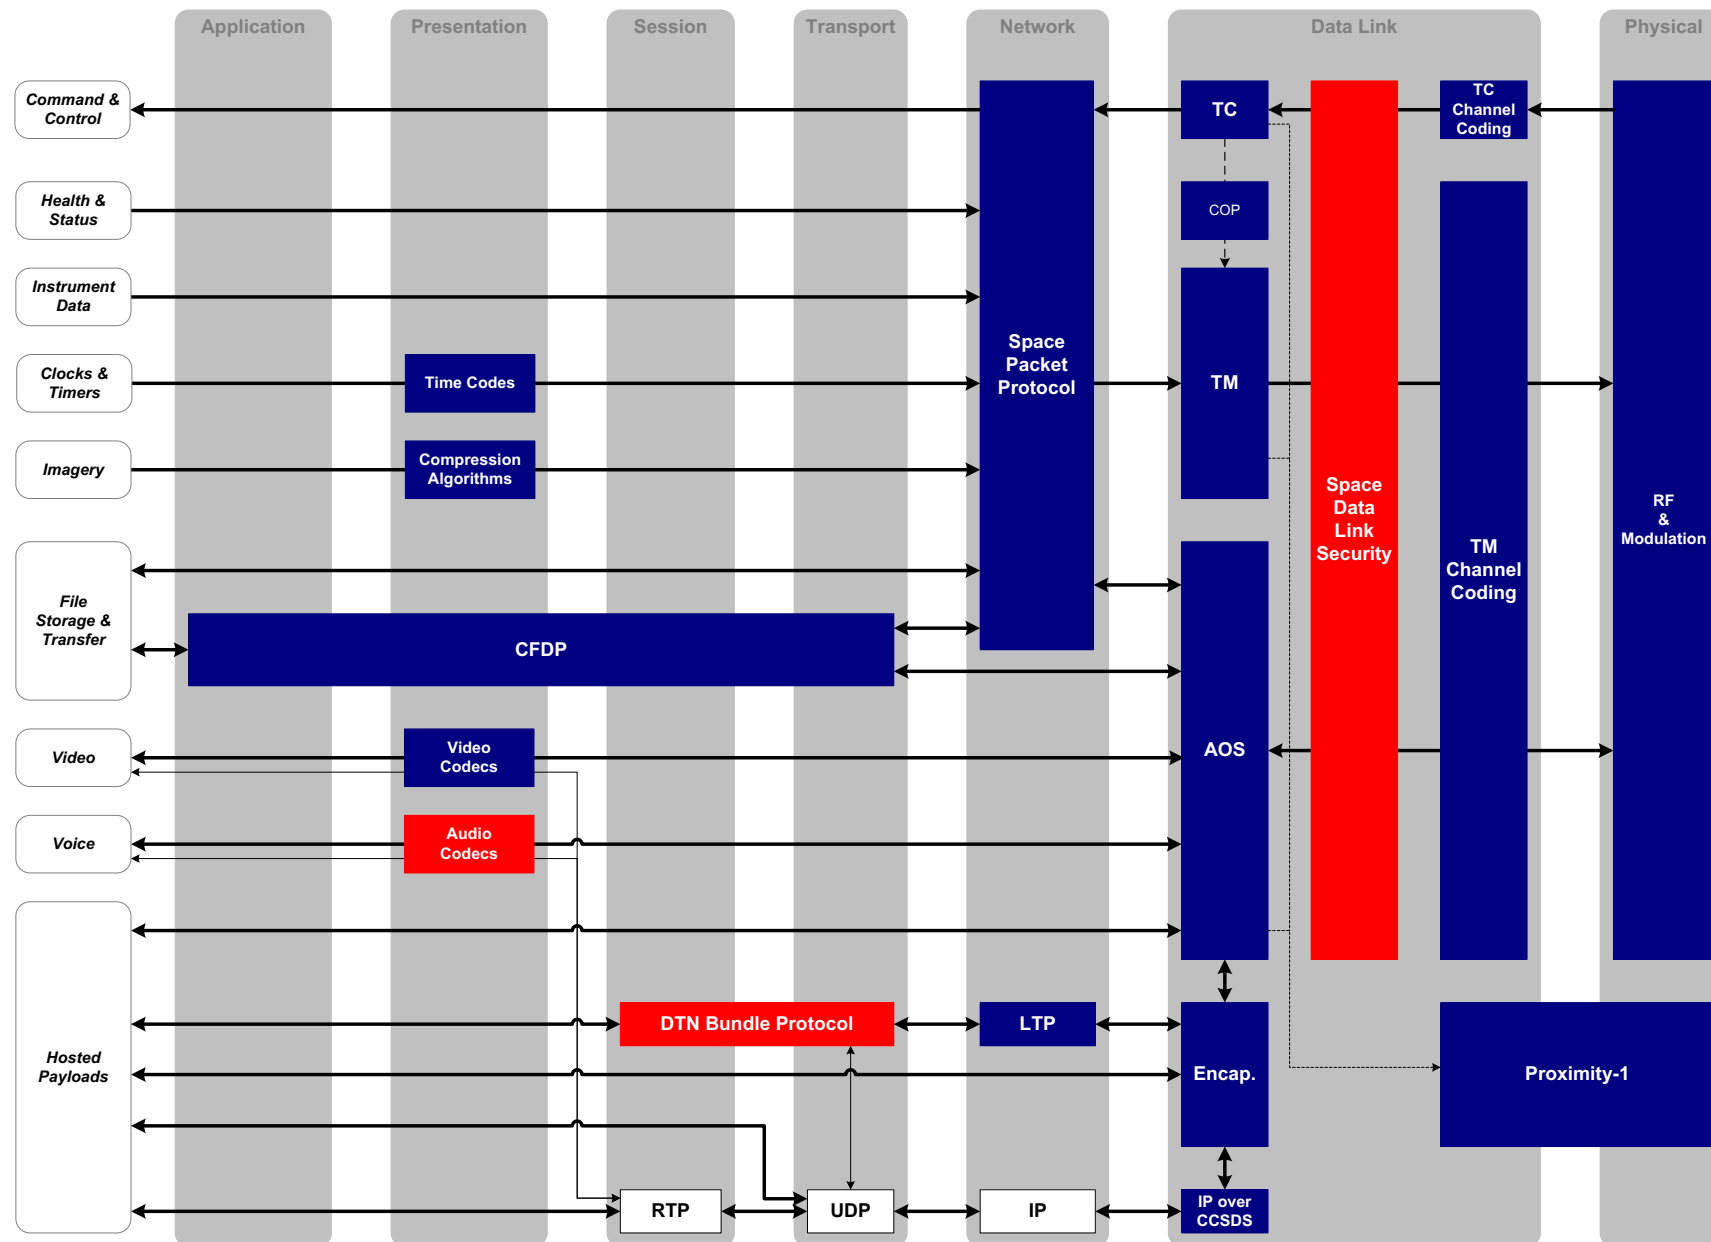 Application
Presentation
Session
Transport
Network
Data Link
Physical
Command &
Control
TC
TC
Channel
Coding
Health &
Status
COP
Instrument
Data
Space
Packet
Protocol
Clocks &
Timers
Time Codes
TM
Imagery
Compression
Algorithms
Space
Data
Link
Security
TM
Channel
Coding
RF
&
Modulation
File
Storage &
Transfer
CFDP
Video
Video
Codecs
AOS
Voice
Audio
Codecs
Hosted
Payloads
DTN Bundle Protocol
LTP
Encap.
Proximity-1
RTP
UDP
IP
IP over
CCSDS